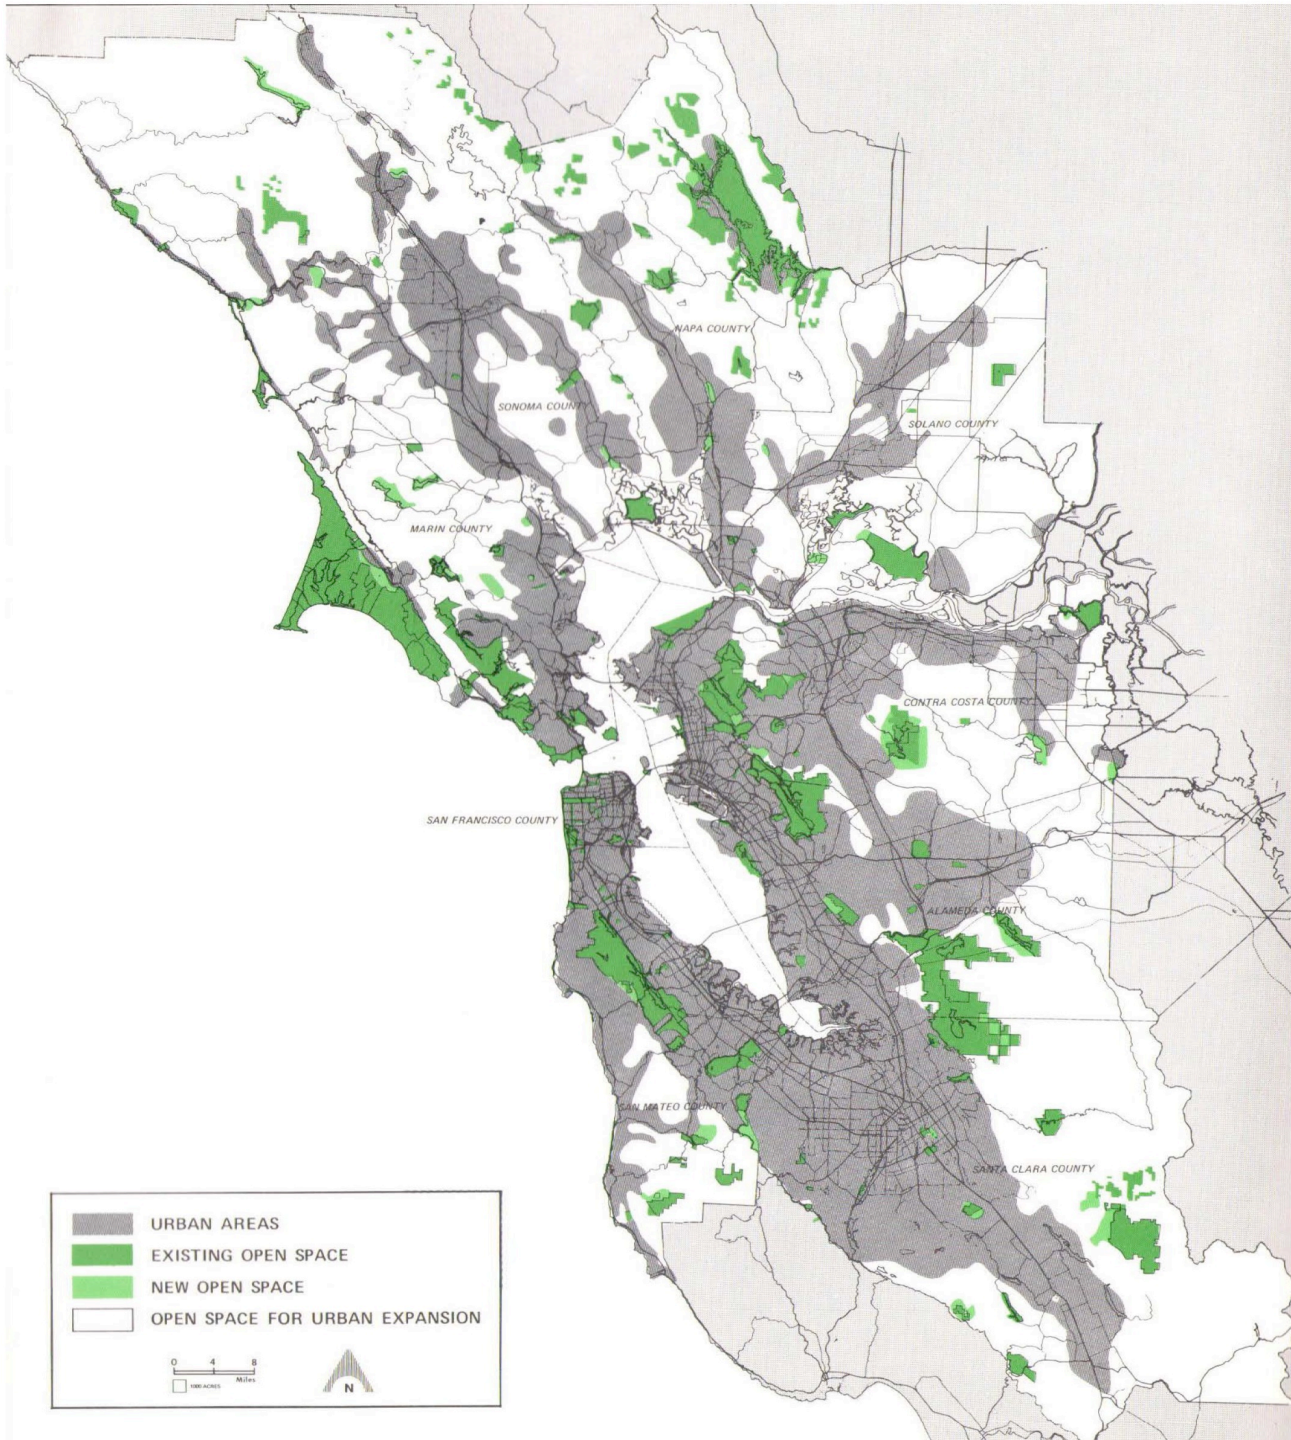 NAPA COUNTY
SONOMA COUNTY
SOLANO COUNTY
MARIN COUNTY
CONTRA COSTA COUNTY
SAN FRANCISCO COUNTY
ALAMEDA COUNTY
SAN MATEO COUNTY
SANTA CLARA COUNTY
URBAN AREAS
EXISTING OPEN SPACE
NEW OPEN SPACE
OPEN SPACE FOR URBAN EXPANSION
0 4 8
Miles
1000 ACRES
N